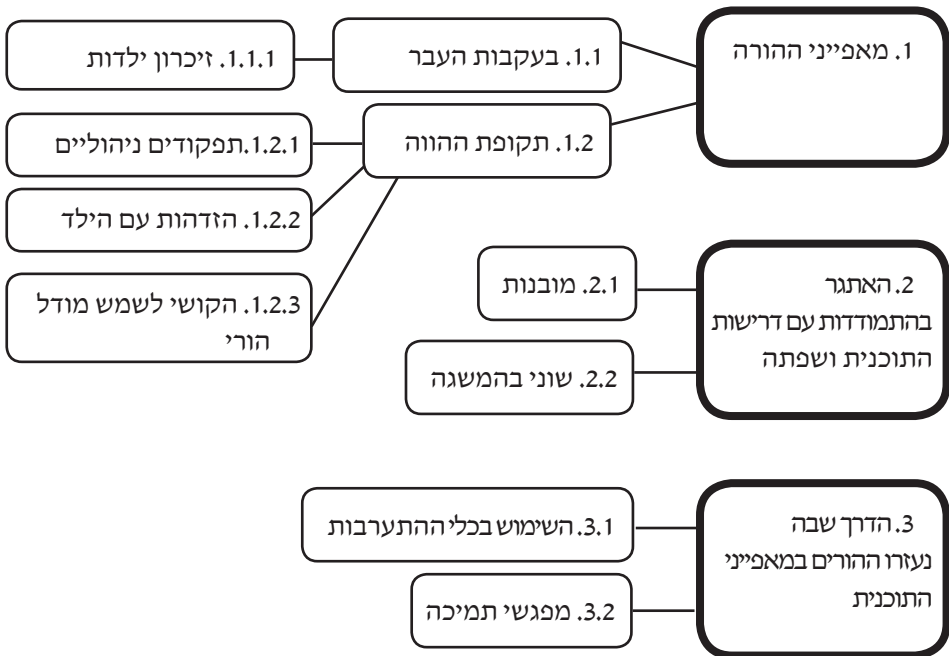 1. מאפייני ההורה
1.1. בעקבות העבר
1.1.1. זיכרון ילדות
1.2. תקופת ההווה
1.2.1.תפקודים ניהוליים
1.2.2. הזדהות עם הילד
1.2.3. הקושי לשמש מודל
הורי
2. האתגר
בהתמודדות עם דרישות
התוכנית ושפתה
2.1. מובנות
2.2. שוני בהמשגה
3. הדרך שבה
נעזרו ההורים במאפייני
התוכנית
3.1. השימוש בכלי ההתערבות
3.2. מפגשי תמיכה